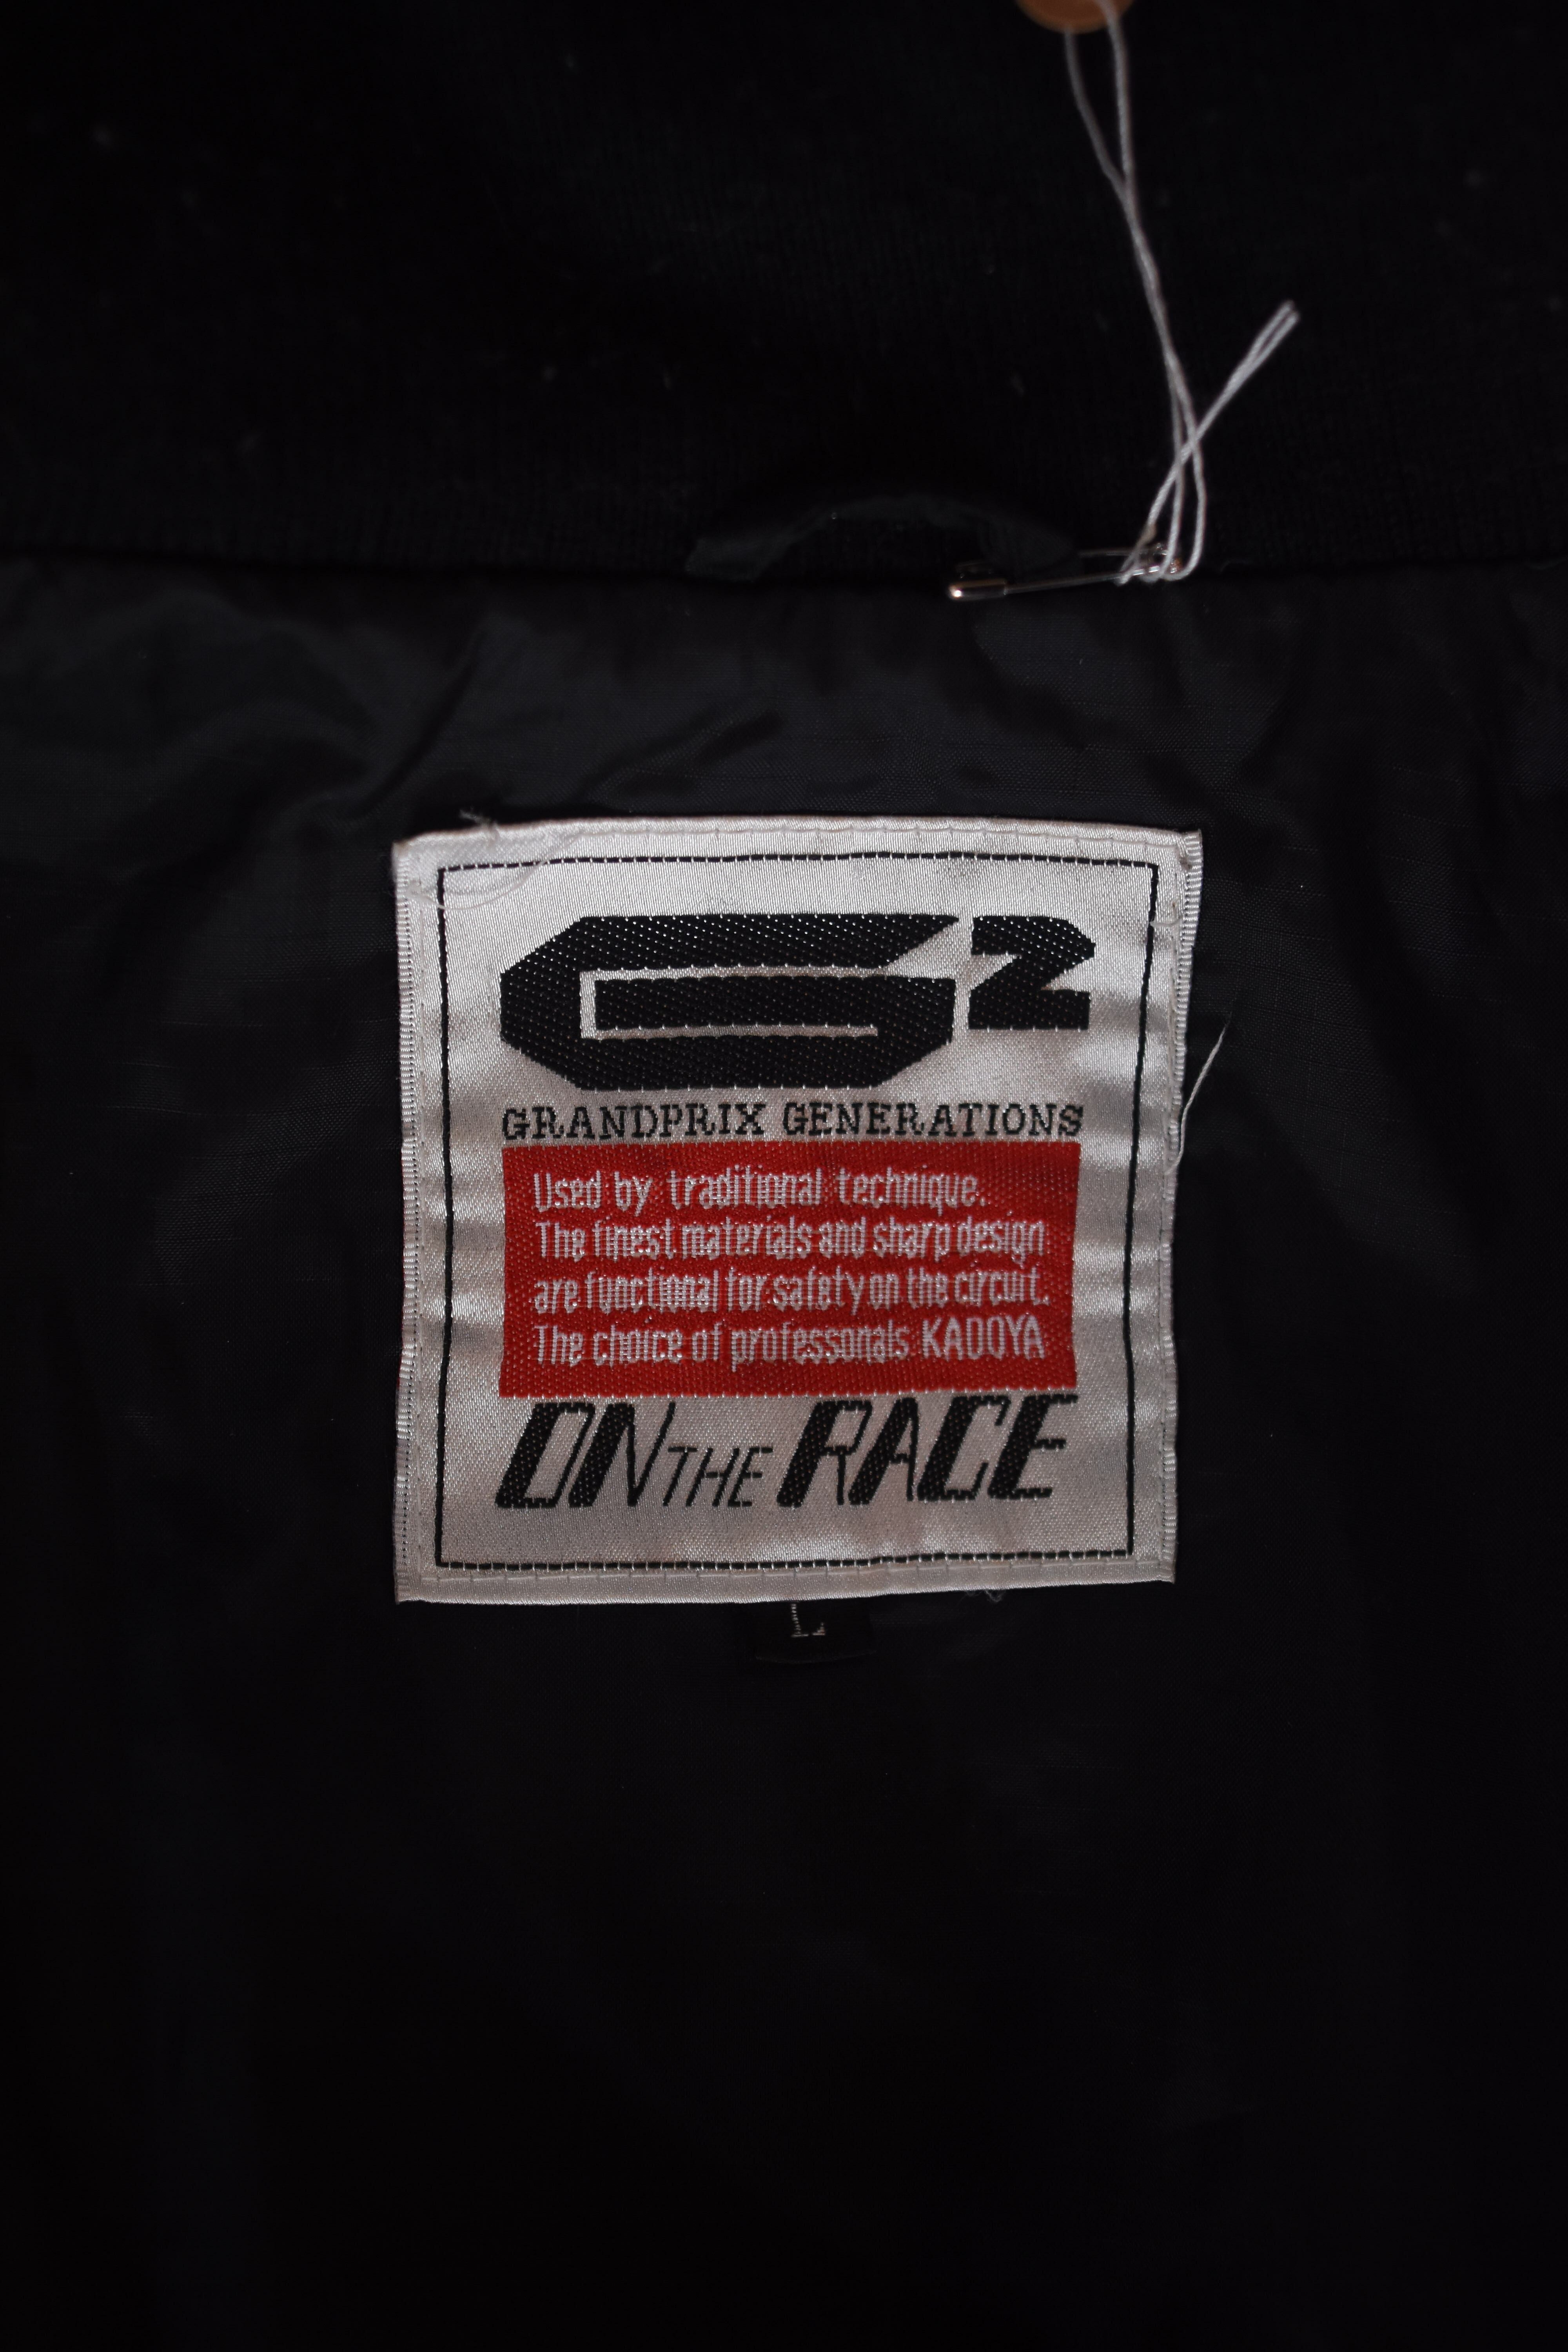 G2
GRANDPRIX GENERATIONS
Used by traditional technique.
The finest materials and sharp design
are functional for safety on the circuit.
The choice of professonals KADOYA
ON THE RACE
L